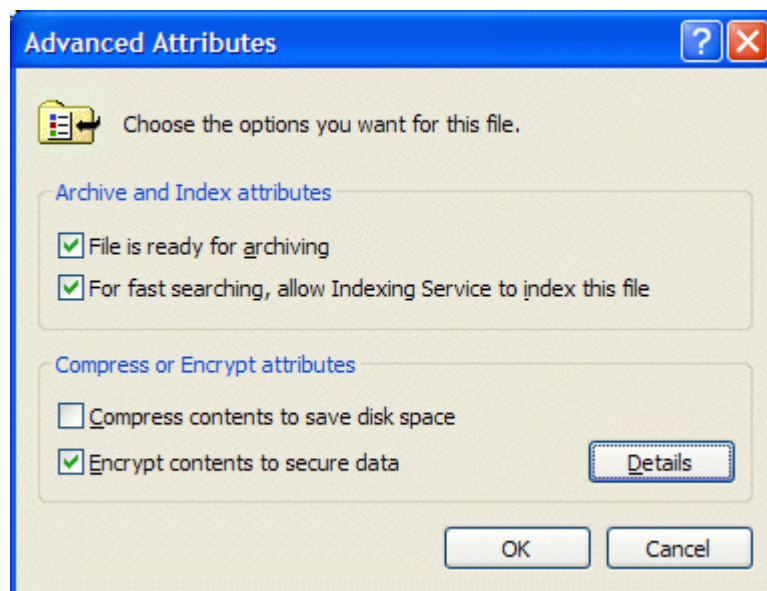 Advanced Attributes
Choose the options you want for this file.
Archive and Index attributes
File is ready for archiving
For fast searching, allow Indexing Service to index this file
Compress or Encrypt attributes
Compress contents to save disk space
Encrypt contents to secure data
Details
OK
Cancel